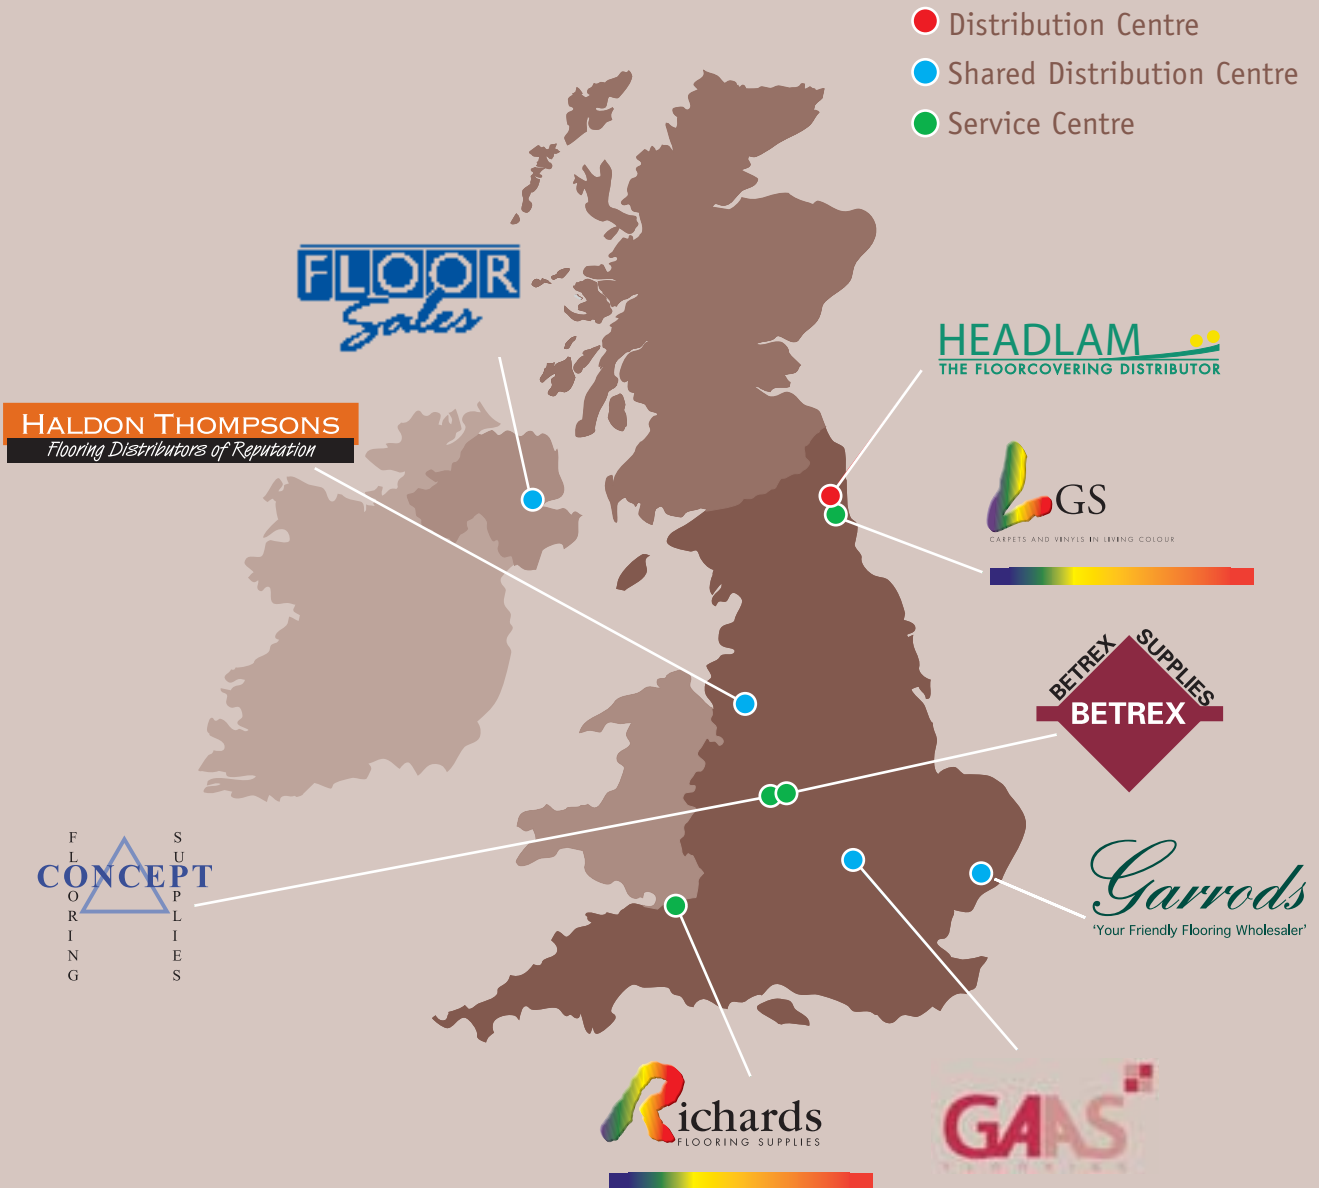 Distribution Centre
Shared Distribution Centre
Service Centre
FLOOR
Sales
HEADLAM
THE FLOORCOVERING DISTRIBUTOR
HALDON THOMPSONS
Flooring Distributors of Reputation
LGS
CARPETS AND VINYLS IN LIVING COLOUR
BETREX SUPPLIES
BETREX
CONCEPT
FLOORING
SUPPLIES
Garrods
'Your Friendly Flooring Wholesaler'
Richards
FLOORING SUPPLIES
GAAS